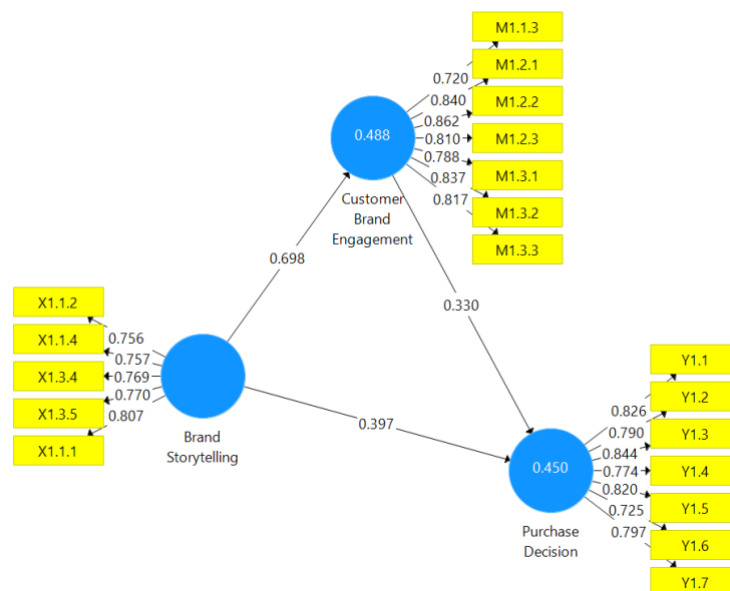 M1.1.3
0.720
M1.2.1
0.840
M1.2.2
0.862
0.488
0.810
M1.2.3
0.788
M1.3.1
0.837
M1.3.2
0.817
M1.3.3
Customer
Brand
Engagement
0.698
0.330
X1.1.2
0.756
X1.1.4
0.757
X1.3.4
0.769
X1.3.5
0.770
X1.1.1
0.807
Brand
Storytelling
0.397
Y1.1
0.826
Y1.2
0.790
Y1.3
0.844
0.450
0.774
Y1.4
0.820
Y1.5
0.725
Y1.6
0.797
Y1.7
Purchase
Decision